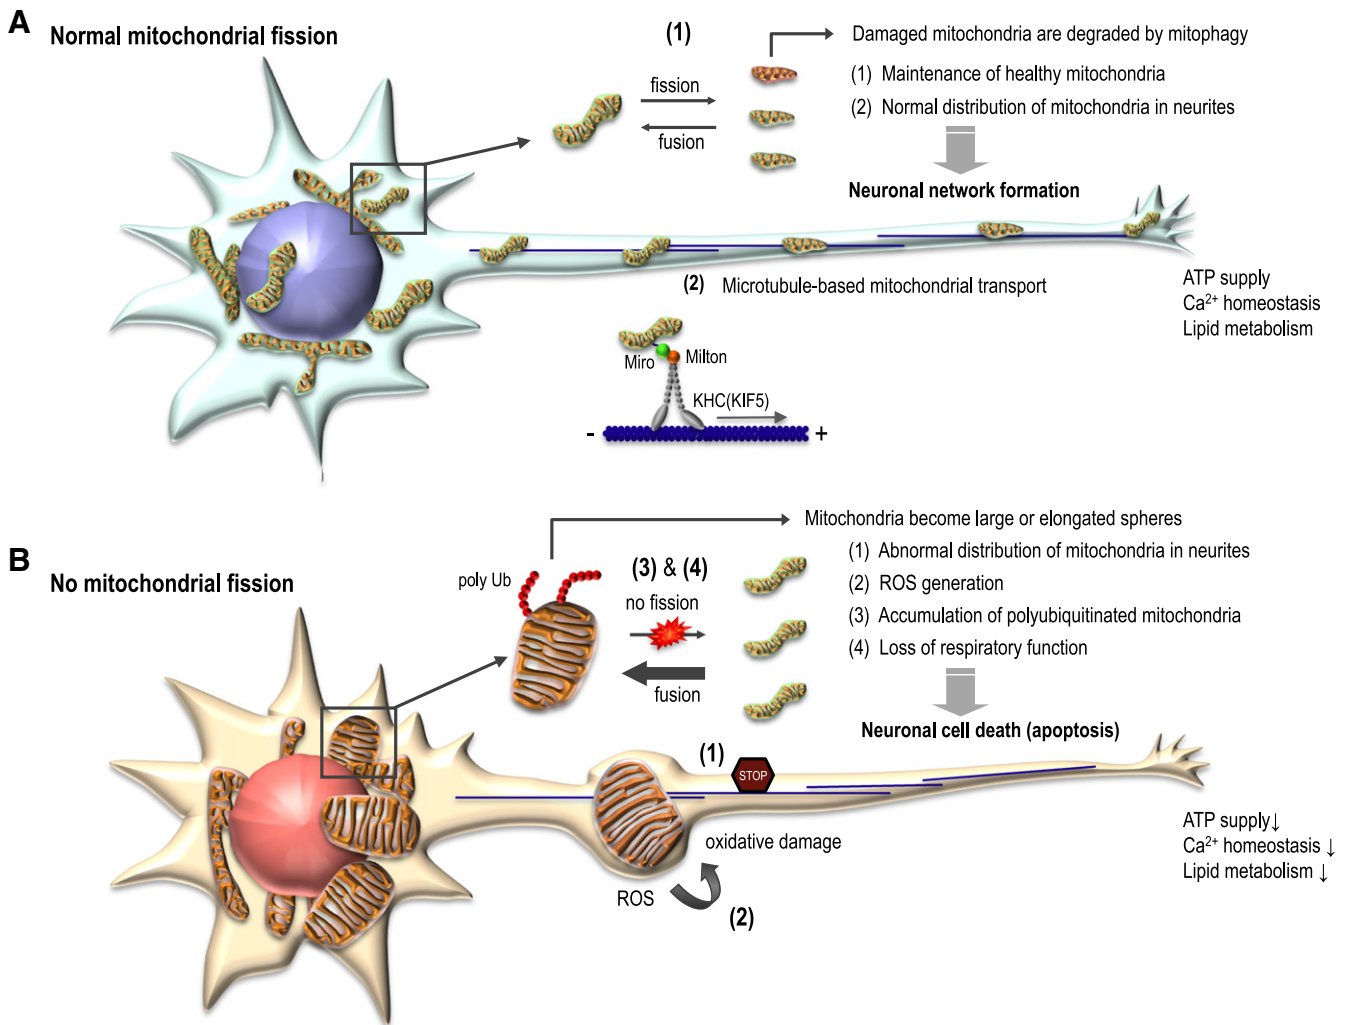 A
Normal mitochondrial fission
(1)
fission
fusion
Damaged mitochondria are degraded by mitophagy
(1) Maintenance of healthy mitochondria
(2) Normal distribution of mitochondria in neurites
Neuronal network formation
(2) Microtubule-based mitochondrial transport
ATP supply
Ca²⁺ homeostasis
Lipid metabolism
Miro
Milton
KHC(KIF5)
- +
B
No mitochondrial fission
poly Ub
(3) & (4)
no fission
fusion
Mitochondria become large or elongated spheres
(1) Abnormal distribution of mitochondria in neurites
(2) ROS generation
(3) Accumulation of polyubiquitinated mitochondria
(4) Loss of respiratory function
Neuronal cell death (apoptosis)
(1)
STOP
oxidative damage
ROS
(2)
ATP supply↓
Ca²⁺ homeostasis ↓
Lipid metabolism ↓